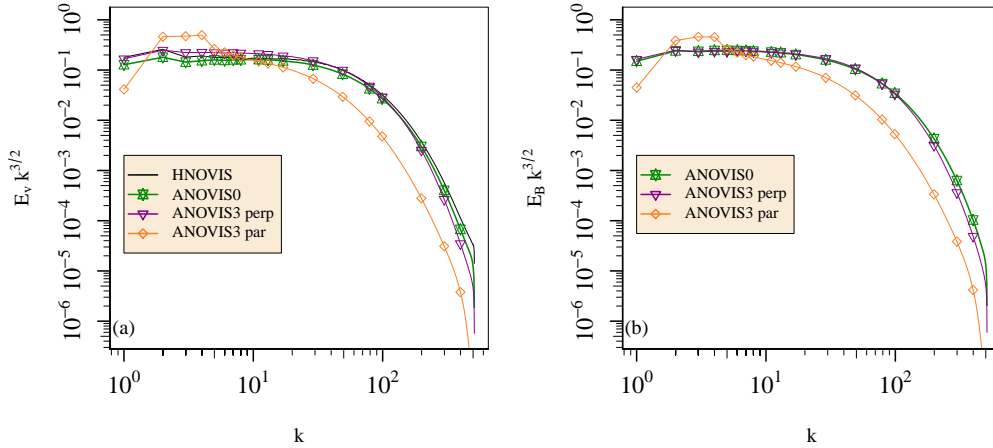 10^0
10^-1
10^-2
10^-3
10^-4
10^-5
10^-6
E_v k^{3/2}
HNOVIS
ANOVIS0
ANOVIS3 perp
ANOVIS3 par
(a)
10^0
10^1
10^2
k
10^0
10^-1
10^-2
10^-3
10^-4
10^-5
10^-6
E_B k^{3/2}
ANOVIS0
ANOVIS3 perp
ANOVIS3 par
(b)
10^0
10^1
10^2
k